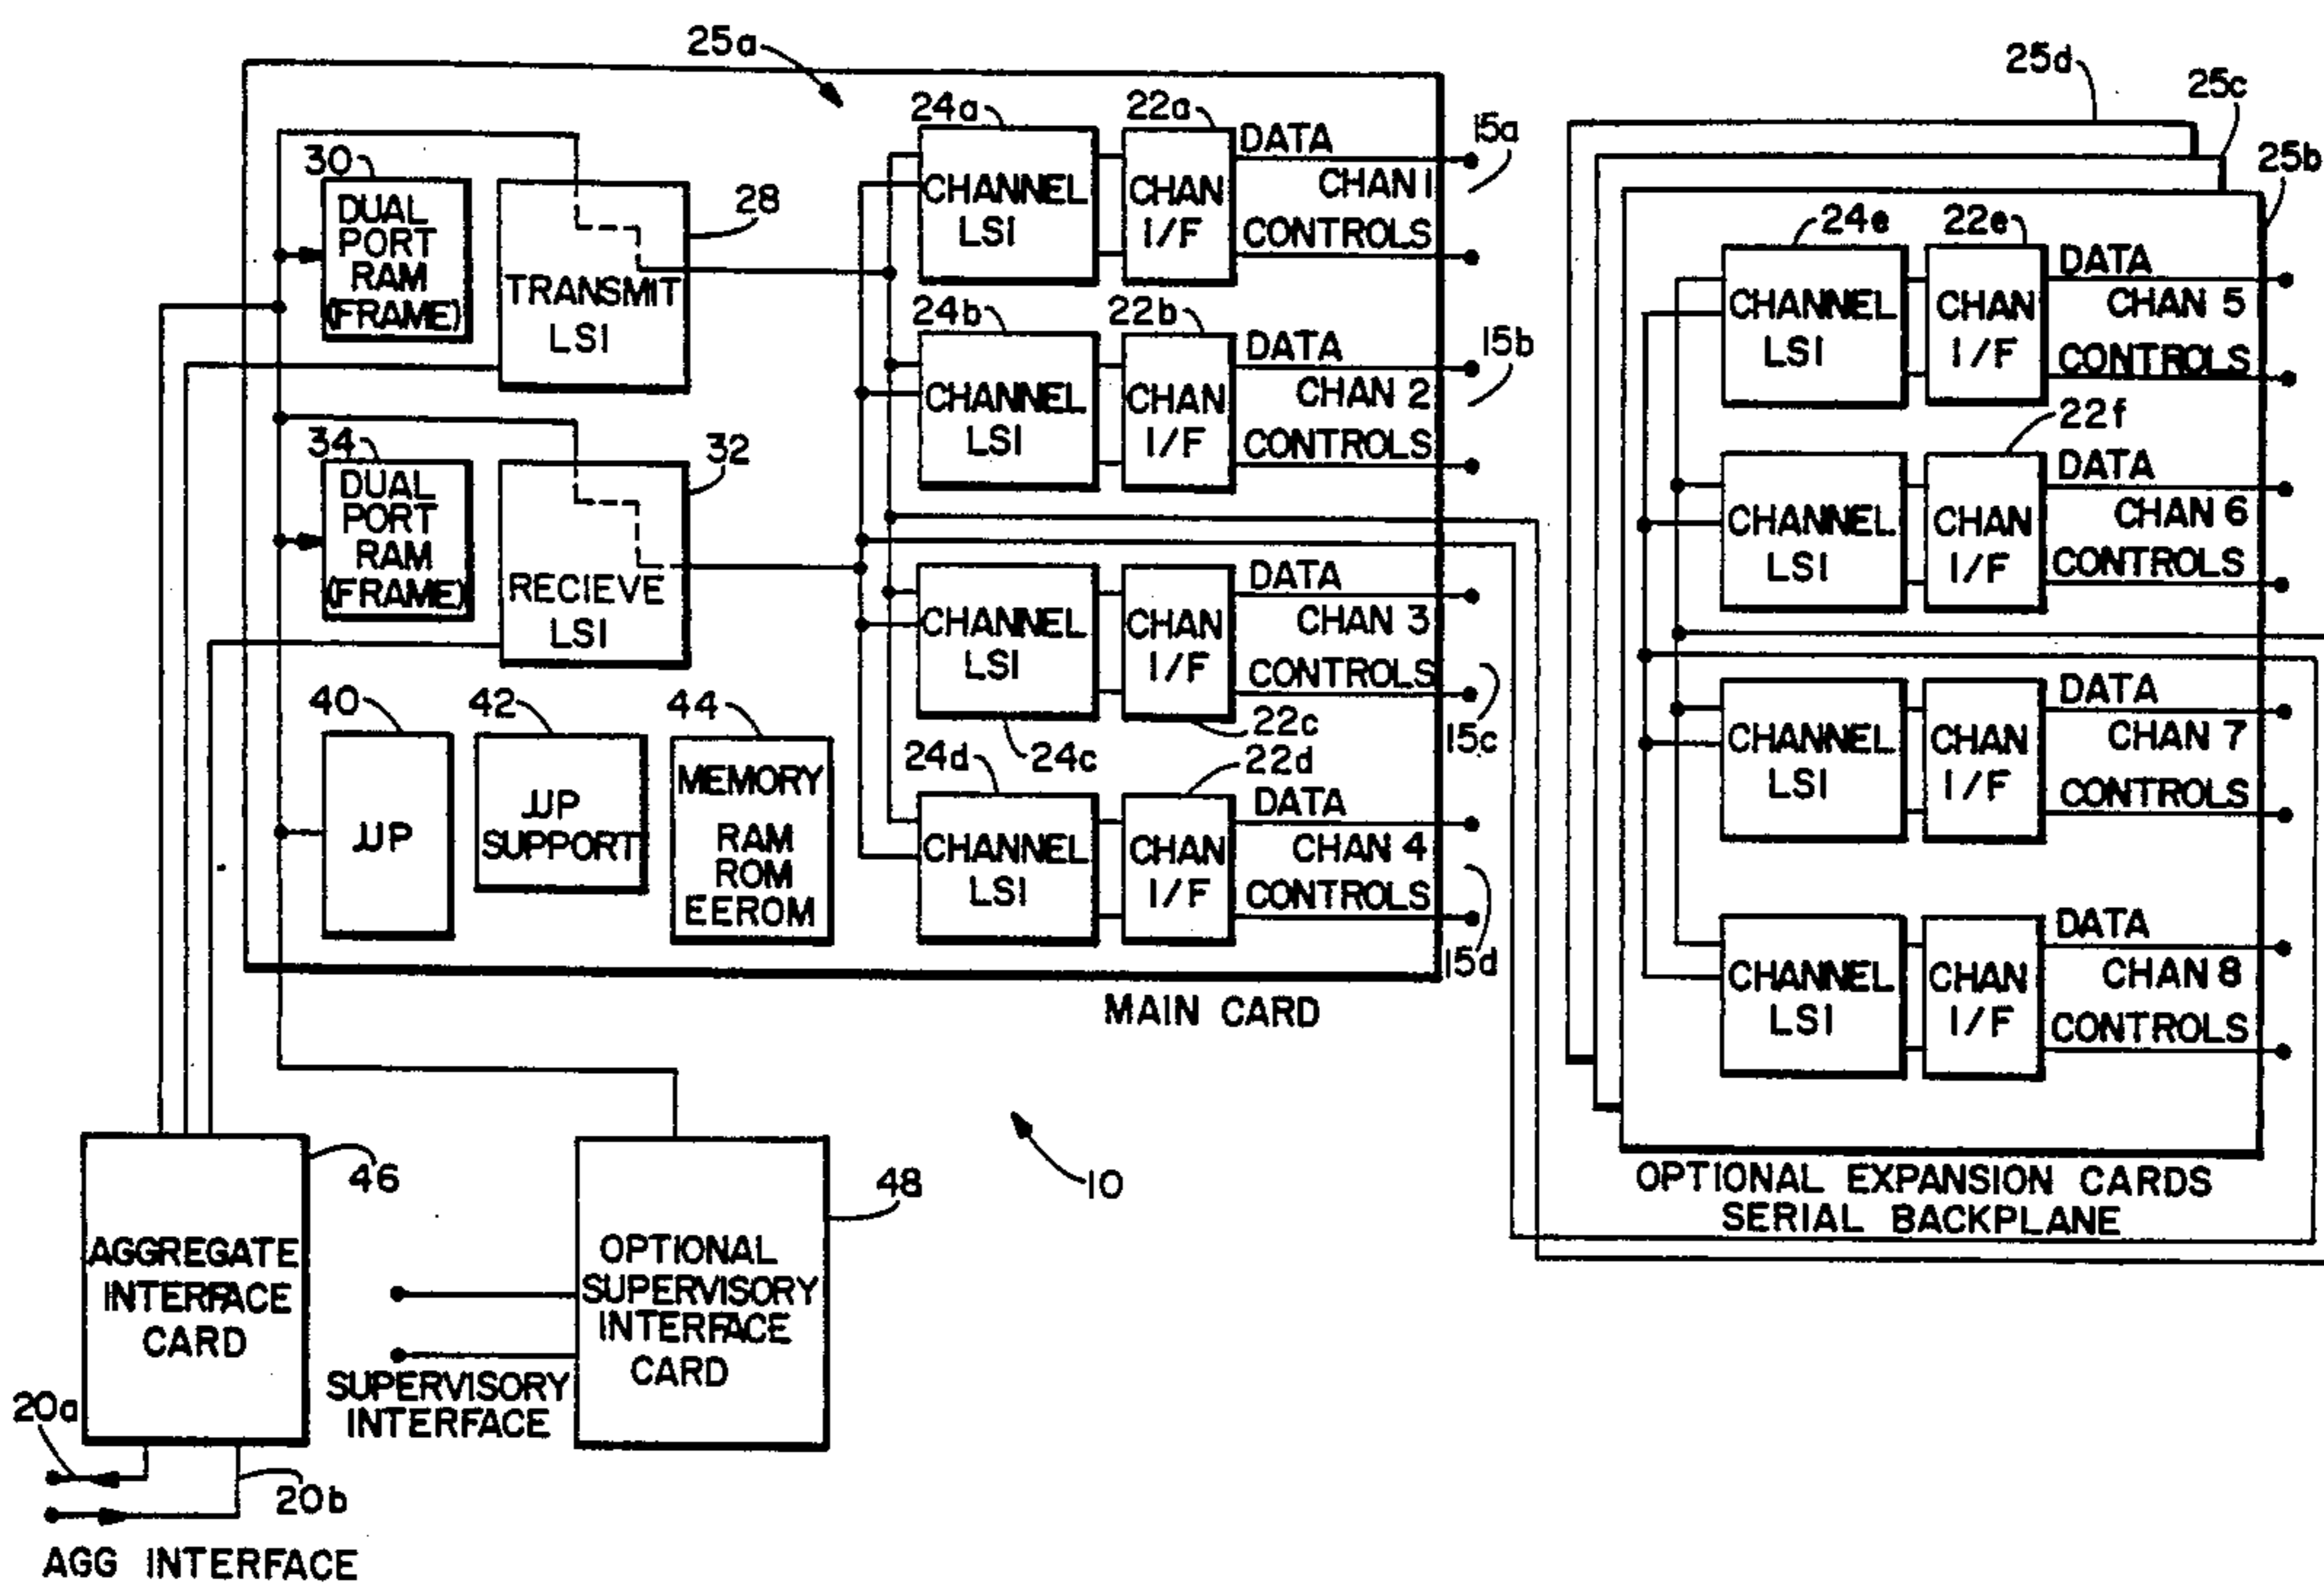 25a
30
DUAL
PORT
RAM
(FRAME)
28
TRANSMIT
LSI
34
DUAL
PORT
RAM
(FRAME)
32
RECIEVE
LSI
40
JJP
42
JJP
SUPPORT
44
MEMORY
RAM
ROM
EEROM
24a
CHANNEL
LSI
22a
CHAN
I/F
DATA
CHAN 1
CONTROLS
15a
24b
CHANNEL
LSI
22b
CHAN
I/F
DATA
CHAN 2
CONTROLS
15b
CHANNEL
LSI
24c
CHAN
I/F
22c
DATA
CHAN 3
CONTROLS
15c
24d
CHANNEL
LSI
22d
CHAN
I/F
DATA
CHAN 4
CONTROLS
15d
MAIN CARD
25d
25c
25b
24e
CHANNEL
LSI
22e
CHAN
I/F
DATA
CHAN 5
CONTROLS
CHANNEL
LSI
22f
CHAN
I/F
DATA
CHAN 6
CONTROLS
CHANNEL
LSI
CHAN
I/F
DATA
CHAN 7
CONTROLS
CHANNEL
LSI
CHAN
I/F
DATA
CHAN 8
CONTROLS
OPTIONAL EXPANSION CARDS
SERIAL BACKPLANE
10
46
AGGREGATE
INTERFACE
CARD
48
OPTIONAL
SUPERVISORY
INTERFACE
CARD
SUPERVISORY
INTERFACE
20a
20b
AGG INTERFACE